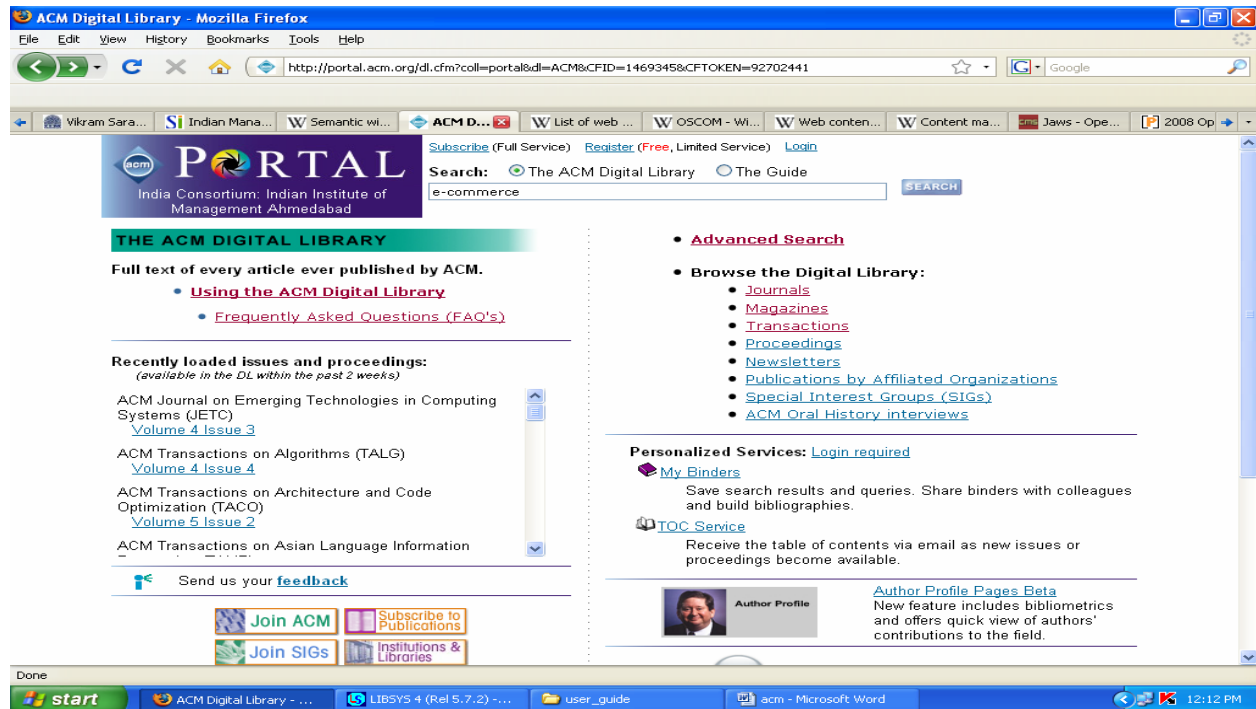 ACM Digital Library - Mozilla Firefox
File Edit View History Bookmarks Tools Help
http://portal.acm.org/dl.cfm?coll=portal&dl=ACM&CFID=14693458&CFTOKEN=92702441
G Google
Vikram Sara... Si Indian Mana... W Semantic wi... ACM D... W List of web ... W OSCOM - Wi... W Web conten... W Content ma... Jaws - Ope... [P] 2008 Op
acm PORTAL
India Consortium: Indian Institute of
Management Ahmedabad
Subscribe (Full Service) Register (Free, Limited Service) Login
Search: The ACM Digital Library The Guide
e-commerce
SEARCH
THE ACM DIGITAL LIBRARY
Full text of every article ever published by ACM.
• Using the ACM Digital Library
• Frequently Asked Questions (FAQ's)
Recently loaded issues and proceedings:
(available in the DL within the past 2 weeks)
ACM Journal on Emerging Technologies in Computing
Systems (JETC)
Volume 4 Issue 3
ACM Transactions on Algorithms (TALG)
Volume 4 Issue 4
ACM Transactions on Architecture and Code
Optimization (TACO)
Volume 5 Issue 2
ACM Transactions on Asian Language Information
Send us your feedback
Join ACM
Subscribe to
Publications
Join SIGs
Institutions &
Libraries
• Advanced Search
• Browse the Digital Library:
• Journals
• Magazines
• Transactions
• Proceedings
• Newsletters
• Publications by Affiliated Organizations
• Special Interest Groups (SIGs)
• ACM Oral History interviews
Personalized Services: Login required
My Binders
Save search results and queries. Share binders with colleagues
and build bibliographies.
TOC Service
Receive the table of contents via email as new issues or
proceedings become available.
Author Profile
Author Profile Pages Beta
New feature includes bibliometrics
and offers quick view of authors'
contributions to the field.
Done
start ACM Digital Library - ... LIBSYS 4 (Rel 5.7.2) -... user_guide acm - Microsoft Word 12:12 PM